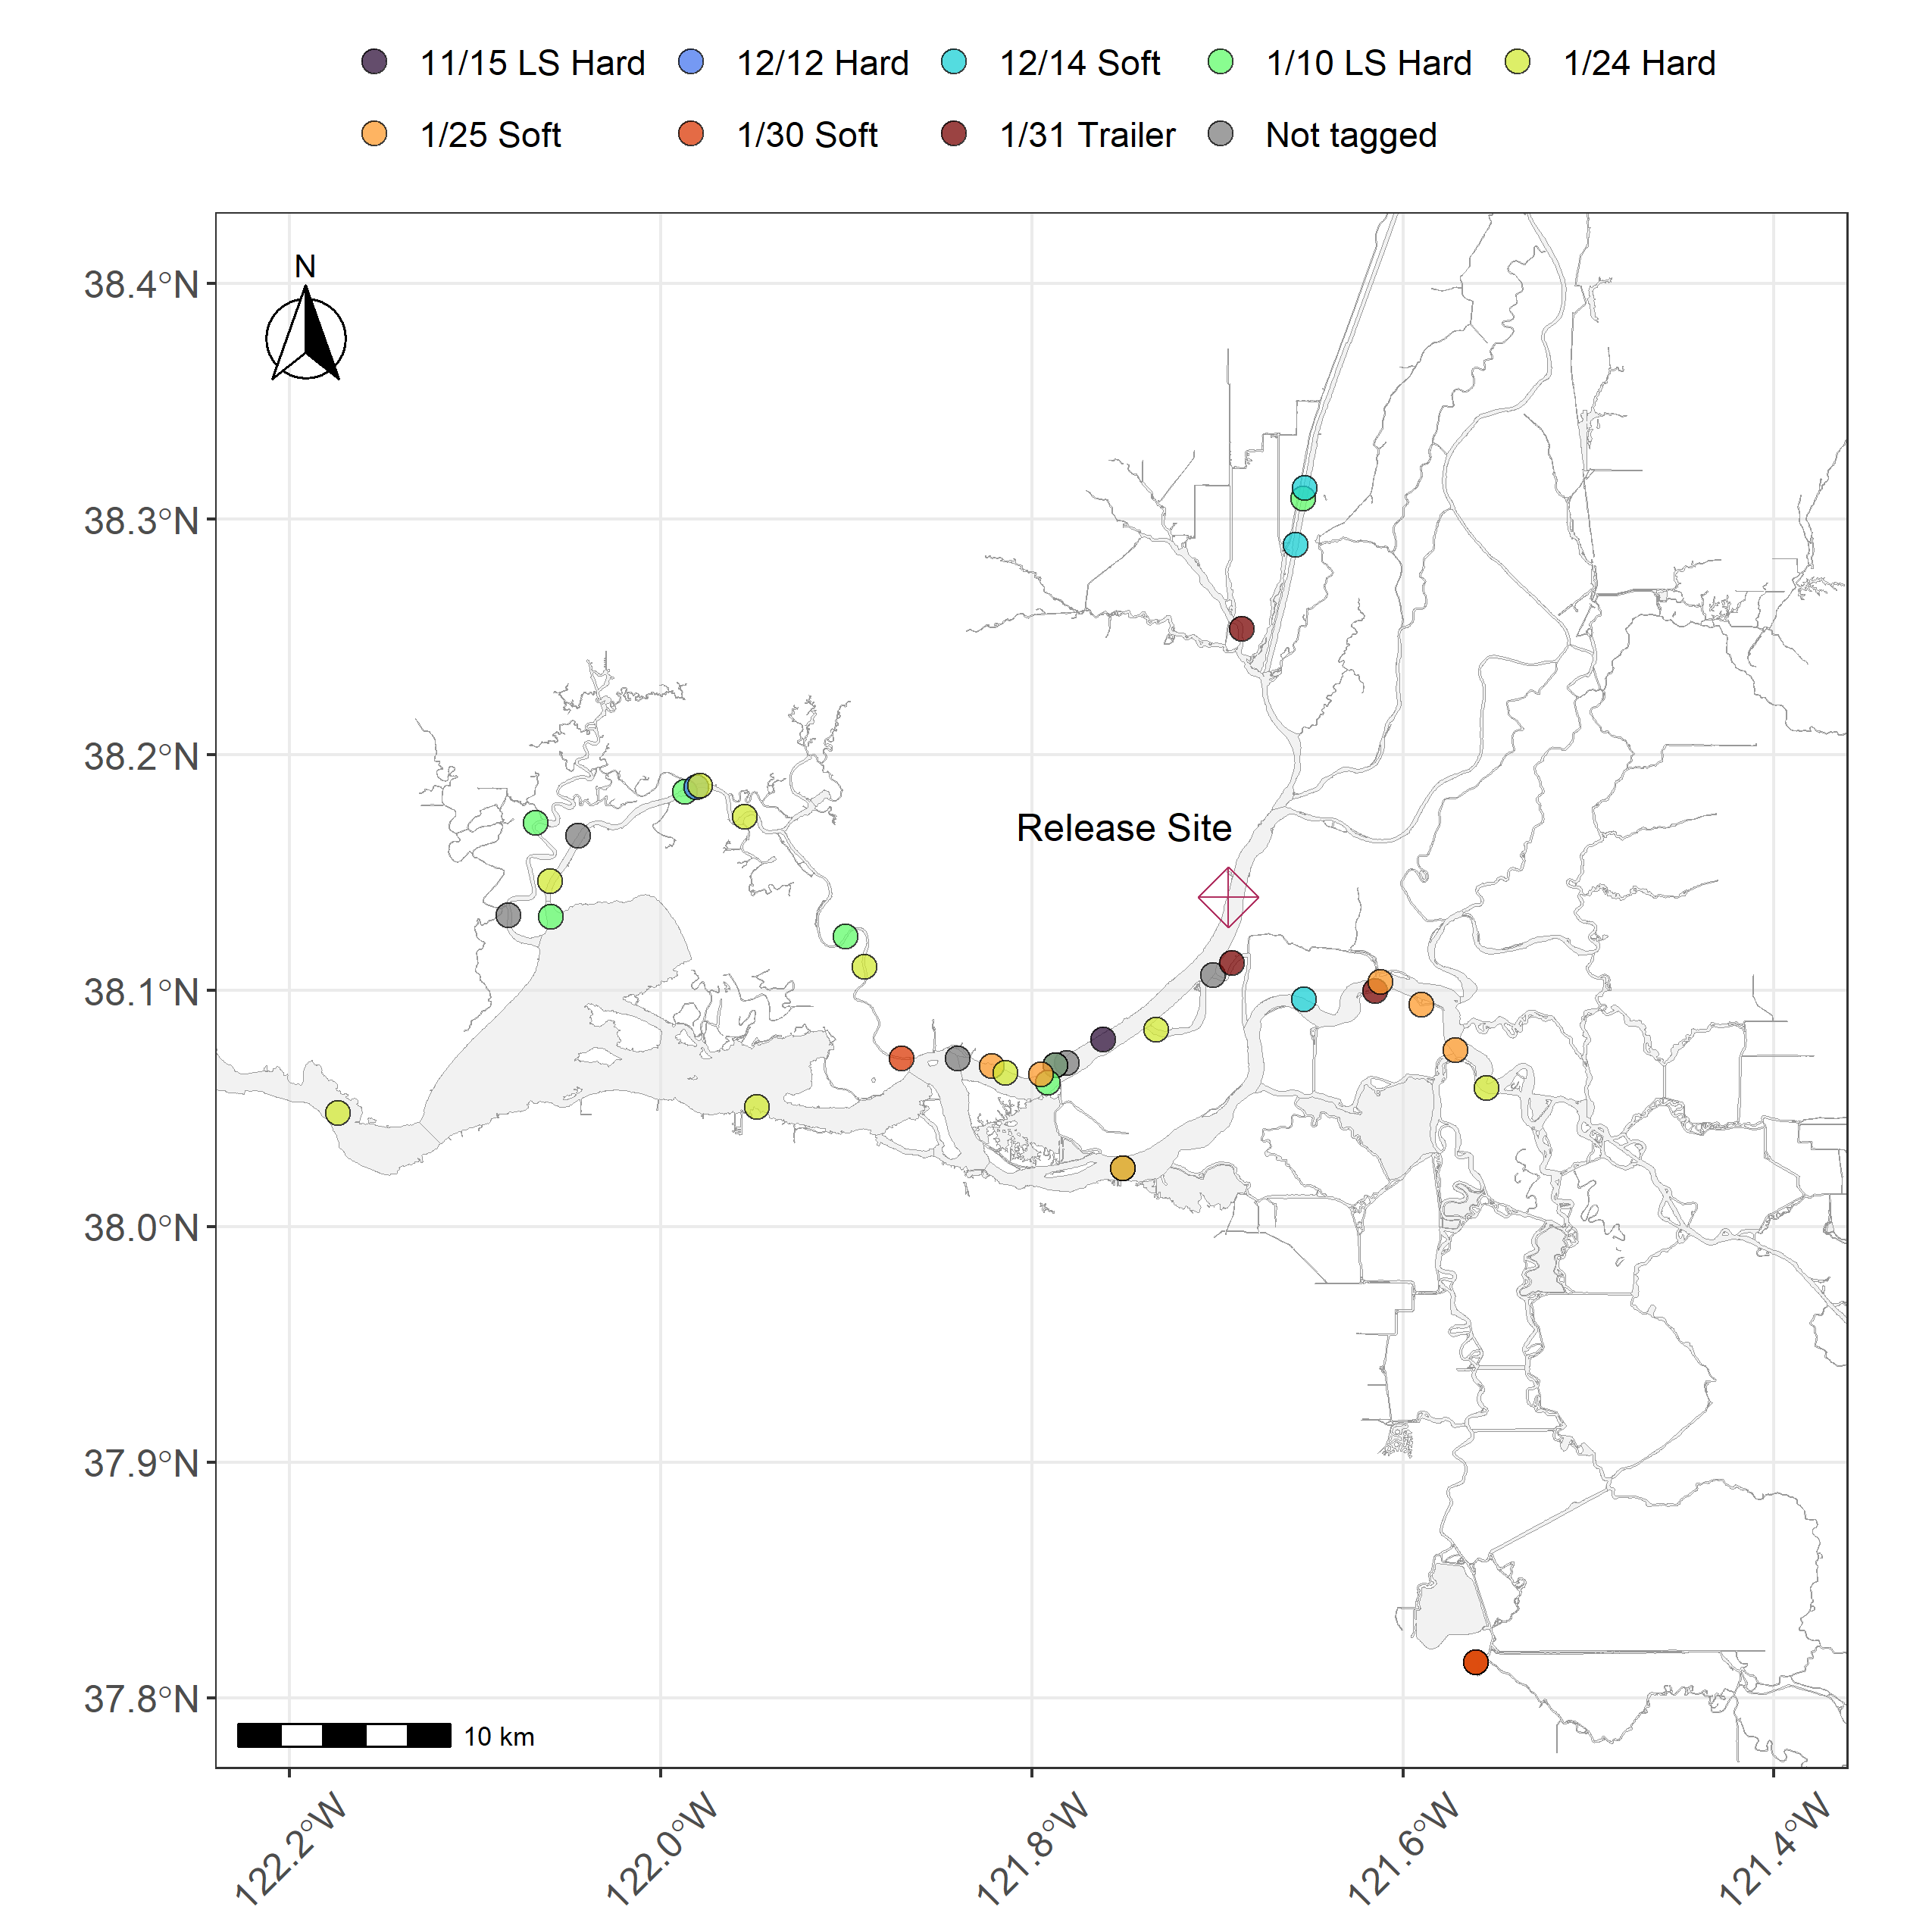 11/15 LS Hard 12/12 Hard 12/14 Soft 1/10 LS Hard 1/24 Hard
1/25 Soft 1/30 Soft 1/31 Trailer Not tagged
N
38.4°N
38.3°N
38.2°N
Release Site
38.1°N
38.0°N
37.9°N
37.8°N
10 km
122.2°W 122.0°W 121.8°W 121.6°W 121.4°W